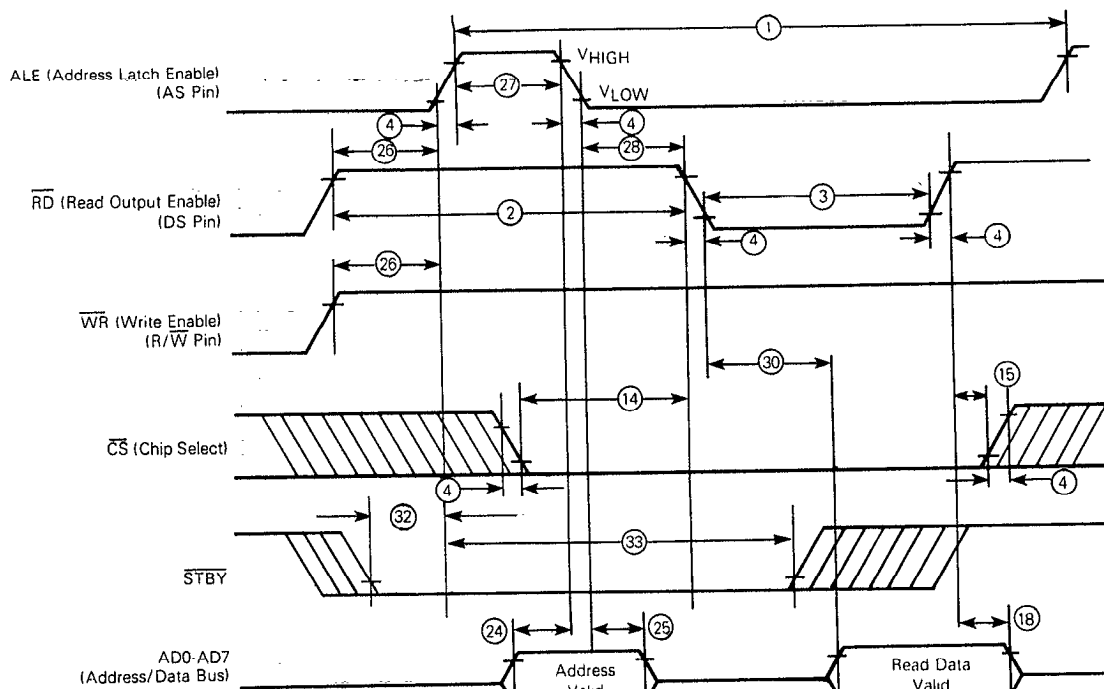 ①
ALE (Address Latch Enable)
(AS Pin)
VHIGH
㉗
VLOW
④ ④
㉖ ㉘
RD (Read Output Enable)
(DS Pin)
③
②
④ ④
㉖
WR (Write Enable)
(R/W Pin)
㉚
⑮
⑭
CS (Chip Select)
④ ④
㉜
㉝
STBY
㉔ ㉕ ⑱
AD0-AD7
(Address/Data Bus)
Address
Valid
Read Data
Valid